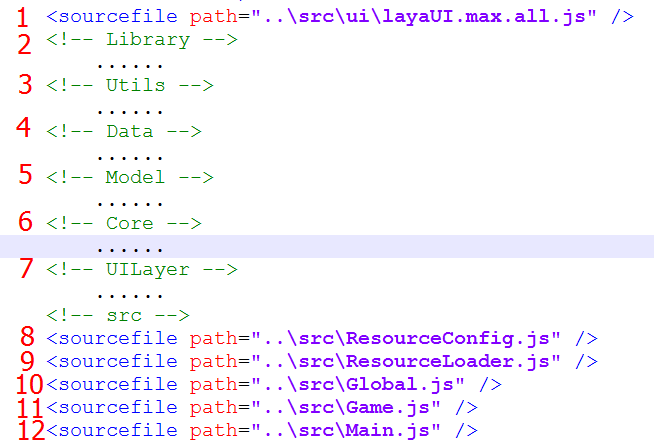 1 <sourcefile path="..\src\ui\layaUI.max.all.js" />
2 <!-- Library -->
......
3 <!-- Utils -->
......
4 <!-- Data -->
......
5 <!-- Model -->
......
6 <!-- Core -->
......
7 <!-- UILayer -->
......
<!-- src -->
8 <sourcefile path="..\src\ResourceConfig.js" />
9 <sourcefile path="..\src\ResourceLoader.js" />
10 <sourcefile path="..\src\Global.js" />
11 <sourcefile path="..\src\Game.js" />
12 <sourcefile path="..\src\Main.js" />